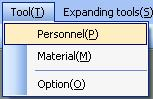 Tool(T) Expanding tools(S)
Personnel(P)
Material(M)
Option(O)